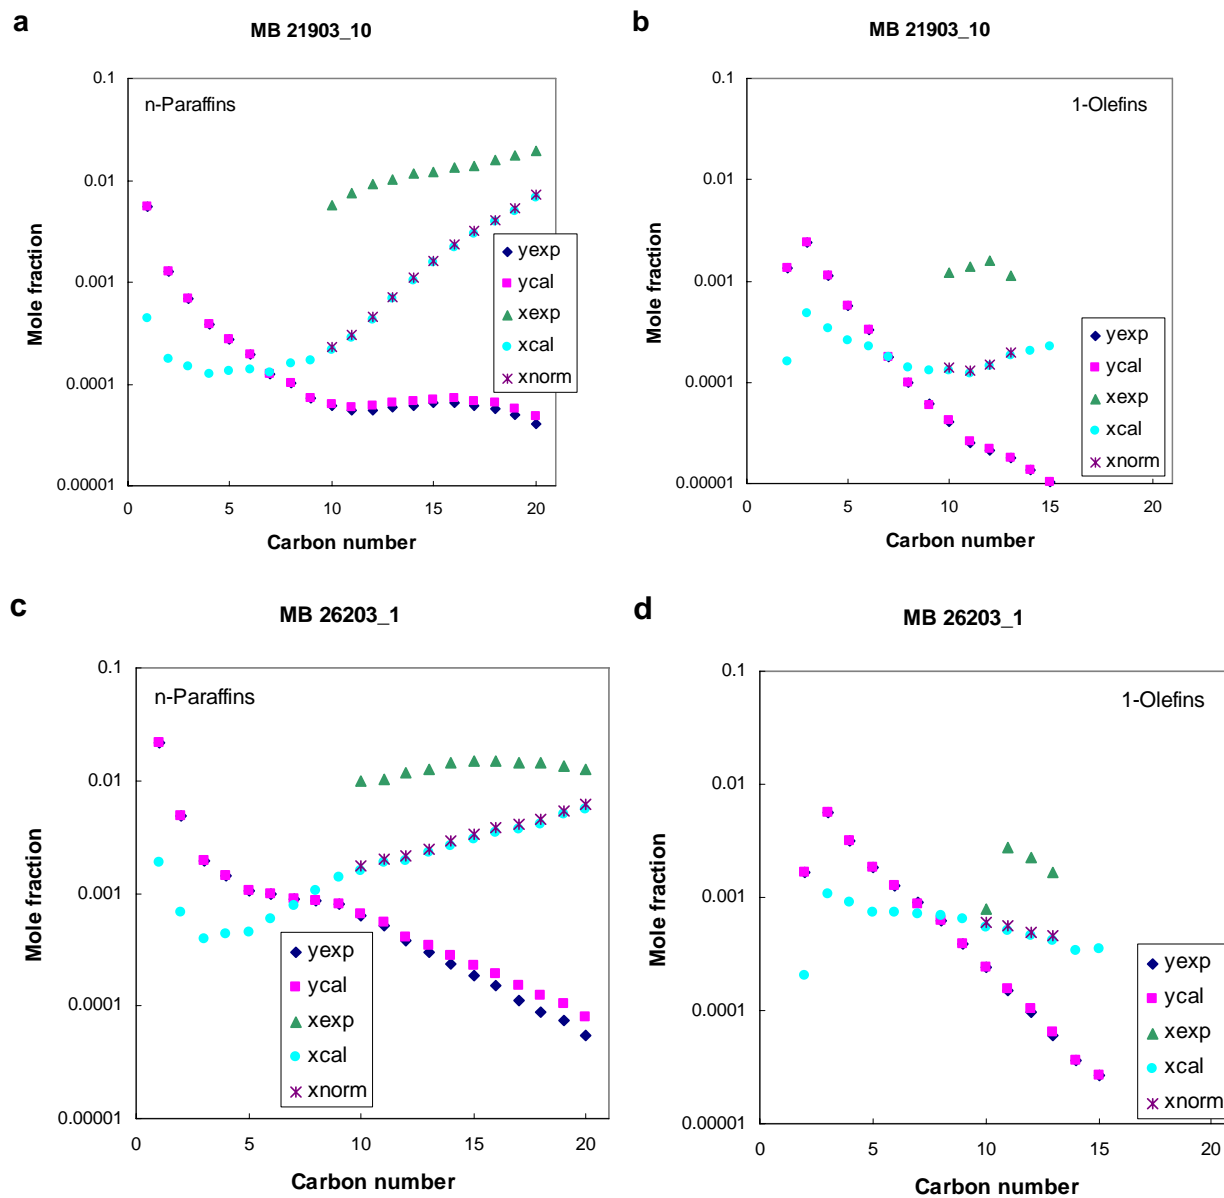 a
MB 21903_10
0.1
0.01
0.001
0.0001
0.00001
Mole fraction
n-Paraffins
yexp
ycal
xexp
xcal
xnorm
0 5 10 15 20
Carbon number
b
MB 21903_10
0.1
0.01
0.001
0.0001
0.00001
Mole fraction
1-Olefins
yexp
ycal
xexp
xcal
xnorm
0 5 10 15 20
Carbon number
c
MB 26203_1
0.1
0.01
0.001
0.0001
0.00001
Mole fraction
n-Paraffins
yexp
ycal
xexp
xcal
xnorm
0 5 10 15 20
Carbon number
d
MB 26203_1
0.1
0.01
0.001
0.0001
0.00001
Mole fraction
1-Olefins
yexp
ycal
xexp
xcal
xnorm
0 5 10 15 20
Carbon number